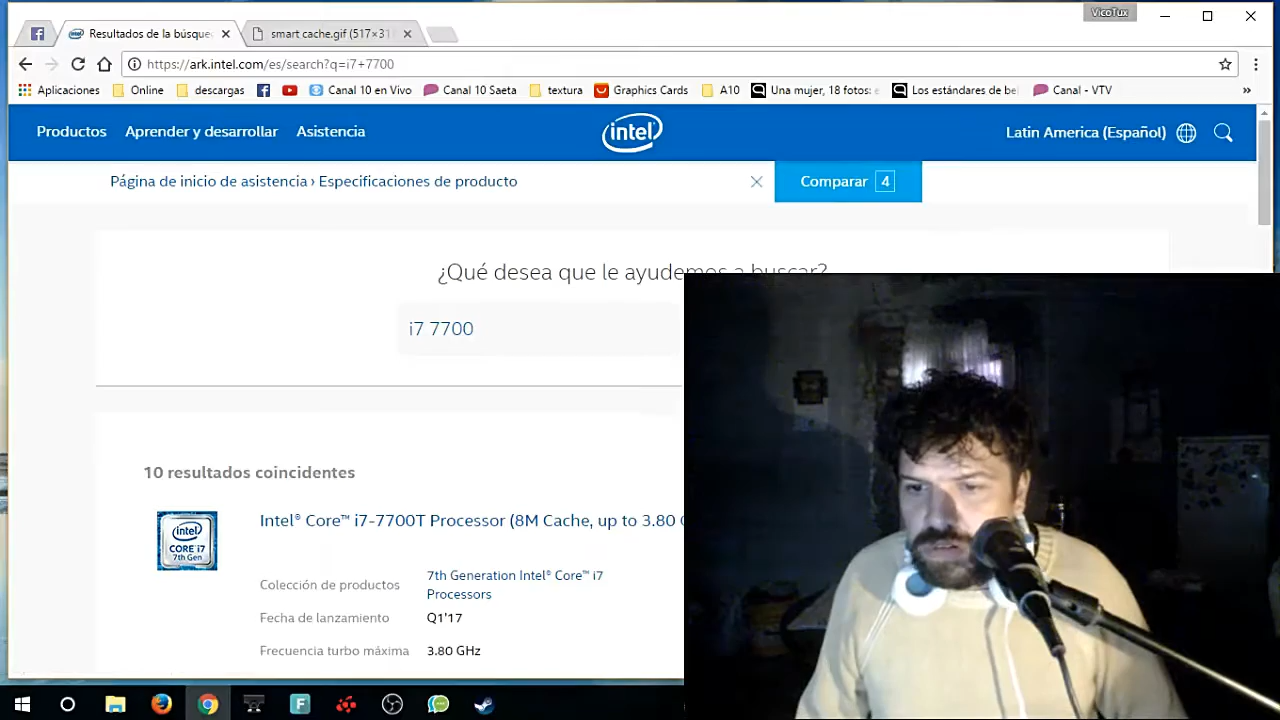 VicoTux
Resultados de la búsque
smart cache.gif (517×31
https://ark.intel.com/es/search?q=i7+7700
Aplicaciones
Online
descargas
Canal 10 en Vivo
Canal 10 Saeta
textura
Graphics Cards
A10
Una mujer, 18 fotos:
Los estándares de be
Canal - VTV
»
Productos
Aprender y desarrollar
Asistencia
intel
Latin America (Español)
Página de inicio de asistencia › Especificaciones de producto
Comparar 4
¿Qué desea que le ayudemos a buscar?
i7 7700
10 resultados coincidentes
intel
CORE i7
7th Gen
Intel® Core™ i7-7700T Processor (8M Cache, up to 3.80
Colección de productos
7th Generation Intel® Core™ i7
Processors
Fecha de lanzamiento
Q1'17
Frecuencia turbo máxima
3.80 GHz